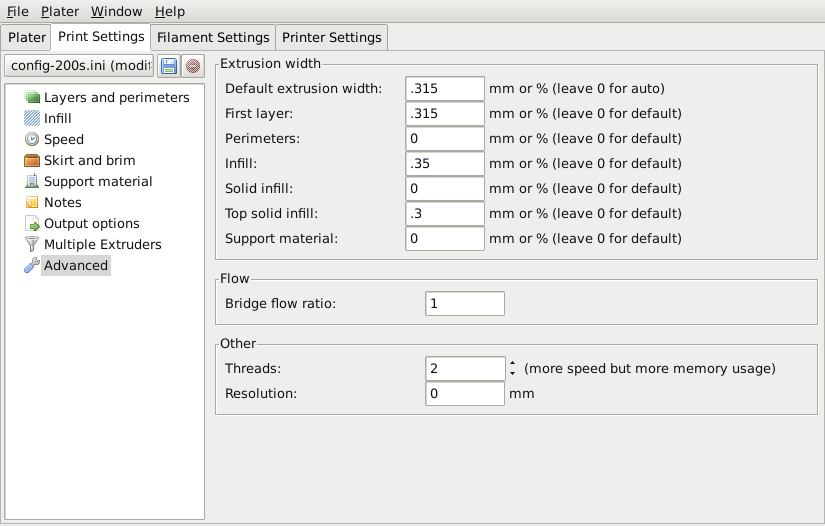 File Plater Window Help
Plater Print Settings Filament Settings Printer Settings
config-200s.ini (modif
Layers and perimeters
Infill
Speed
Skirt and brim
Support material
Notes
Output options
Multiple Extruders
Advanced
Extrusion width
Default extrusion width: .315 mm or % (leave 0 for auto)
First layer: .315 mm or % (leave 0 for default)
Perimeters: 0 mm or % (leave 0 for default)
Infill: .35 mm or % (leave 0 for default)
Solid infill: 0 mm or % (leave 0 for default)
Top solid infill: .3 mm or % (leave 0 for default)
Support material: 0 mm or % (leave 0 for default)
Flow
Bridge flow ratio: 1
Other
Threads: 2 (more speed but more memory usage)
Resolution: 0 mm